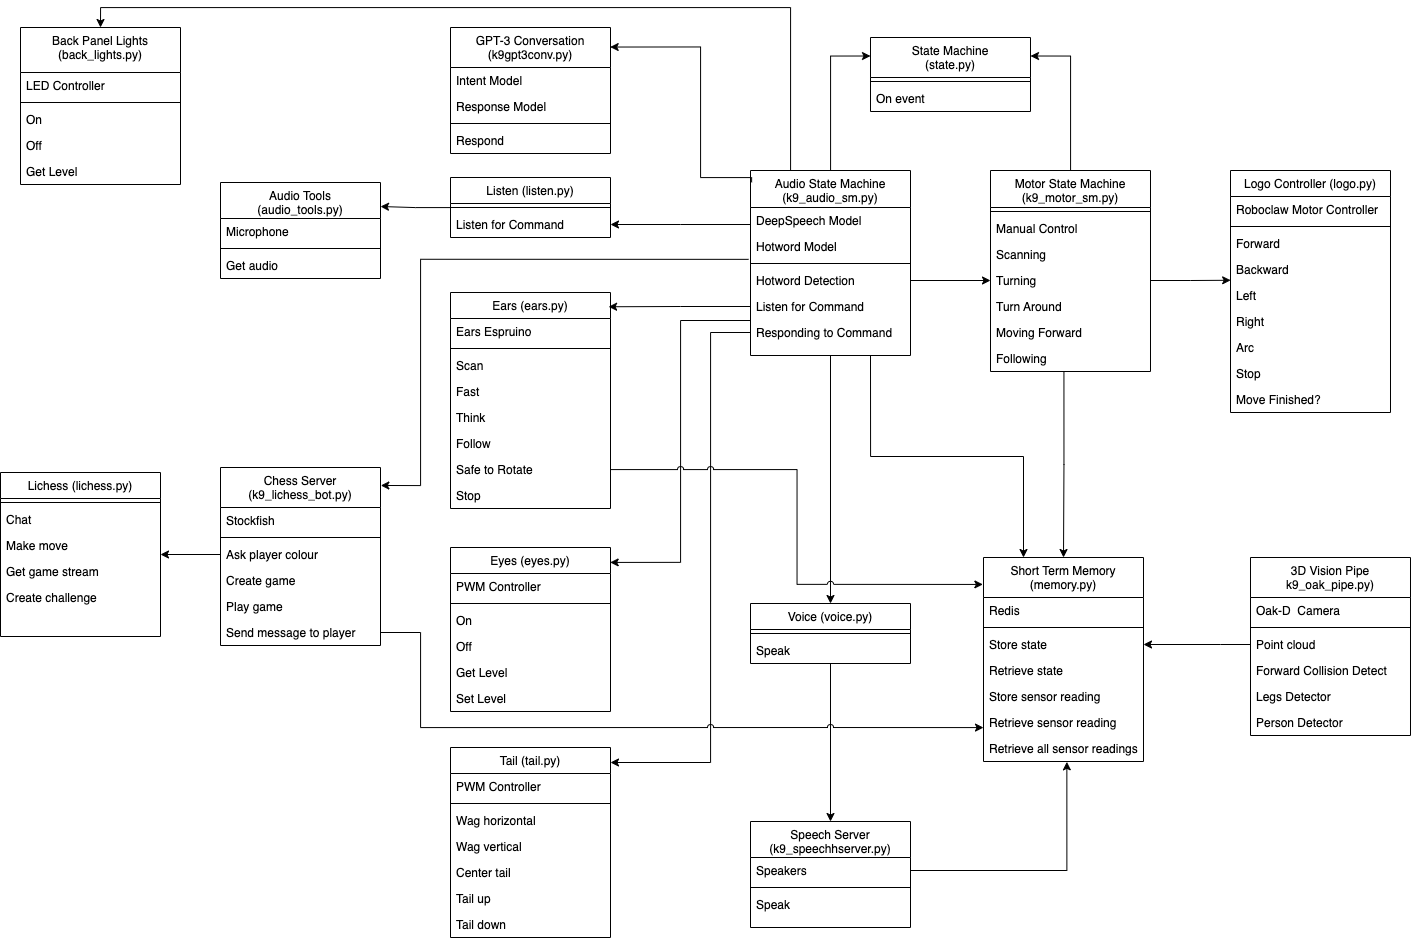 Back Panel Lights
(back_lights.py)
LED Controller
On
Off
Get Level
GPT-3 Conversation
(k9gpt3conv.py)
Intent Model
Response Model
Respond
State Machine
(state.py)
On event
Audio Tools
(audio_tools.py)
Microphone
Get audio
Listen (listen.py)
Listen for Command
Audio State Machine
(k9_audio_sm.py)
DeepSpeech Model
Hotword Model
Hotword Detection
Listen for Command
Responding to Command
Motor State Machine
(k9_motor_sm.py)
Manual Control
Scanning
Turning
Turn Around
Moving Forward
Following
Logo Controller (logo.py)
Roboclaw Motor Controller
Forward
Backward
Left
Right
Arc
Stop
Move Finished?
Ears (ears.py)
Ears Espruino
Scan
Fast
Think
Follow
Safe to Rotate
Stop
Lichess (lichess.py)
Chat
Make move
Get game stream
Create challenge
Chess Server
(k9_lichess_bot.py)
Stockfish
Ask player colour
Create game
Play game
Send message to player
Eyes (eyes.py)
PWM Controller
On
Off
Get Level
Set Level
Voice (voice.py)
Speak
Short Term Memory
(memory.py)
Redis
Store state
Retrieve state
Store sensor reading
Retrieve sensor reading
Retrieve all sensor readings
3D Vision Pipe
k9_oak_pipe.py)
Oak-D Camera
Point cloud
Forward Collision Detect
Legs Detector
Person Detector
Tail (tail.py)
PWM Controller
Wag horizontal
Wag vertical
Center tail
Tail up
Tail down
Speech Server
(k9_speechhserver.py)
Speakers
Speak